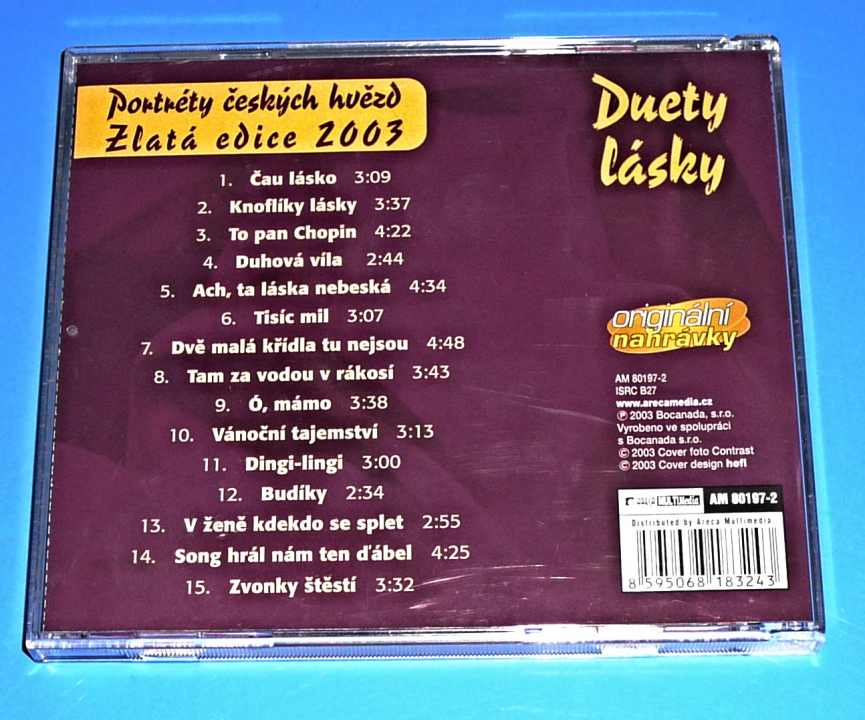 Portréty českých hvězd
Zlatá edice 2003
1. Čau lásko 3:09
2. Knoflíky lásky 3:37
3. To pan Chopin 4:22
4. Duhová víla 2:44
5. Ach, ta láska nebeská 4:34
6. Tisíc mil 3:07
7. Dvě malá křídla tu nejsou 4:48
8. Tam za vodou v rákosí 3:43
9. Ó, mámo 3:38
10. Vánoční tajemství 3:13
11. Dingi-lingi 3:00
12. Budíky 2:34
13. V ženě kdekdo se splet 2:55
14. Song hrál nám ten ďábel 4:25
15. Zvonky štěstí 3:32
Duety
lásky
originální
nahrávky
AM 80197-2
ISRC B27
www.arecamedia.cz
℗ 2003 Bocanada, s.r.o.
Vyrobeno ve spolupráci
s Bocanada s.r.o.
© 2003 Cover foto Contrast
© 2003 Cover design hofi
MULTIMedia AM 80197-2
Distributed by Areca Multimedia
8 595068 183243